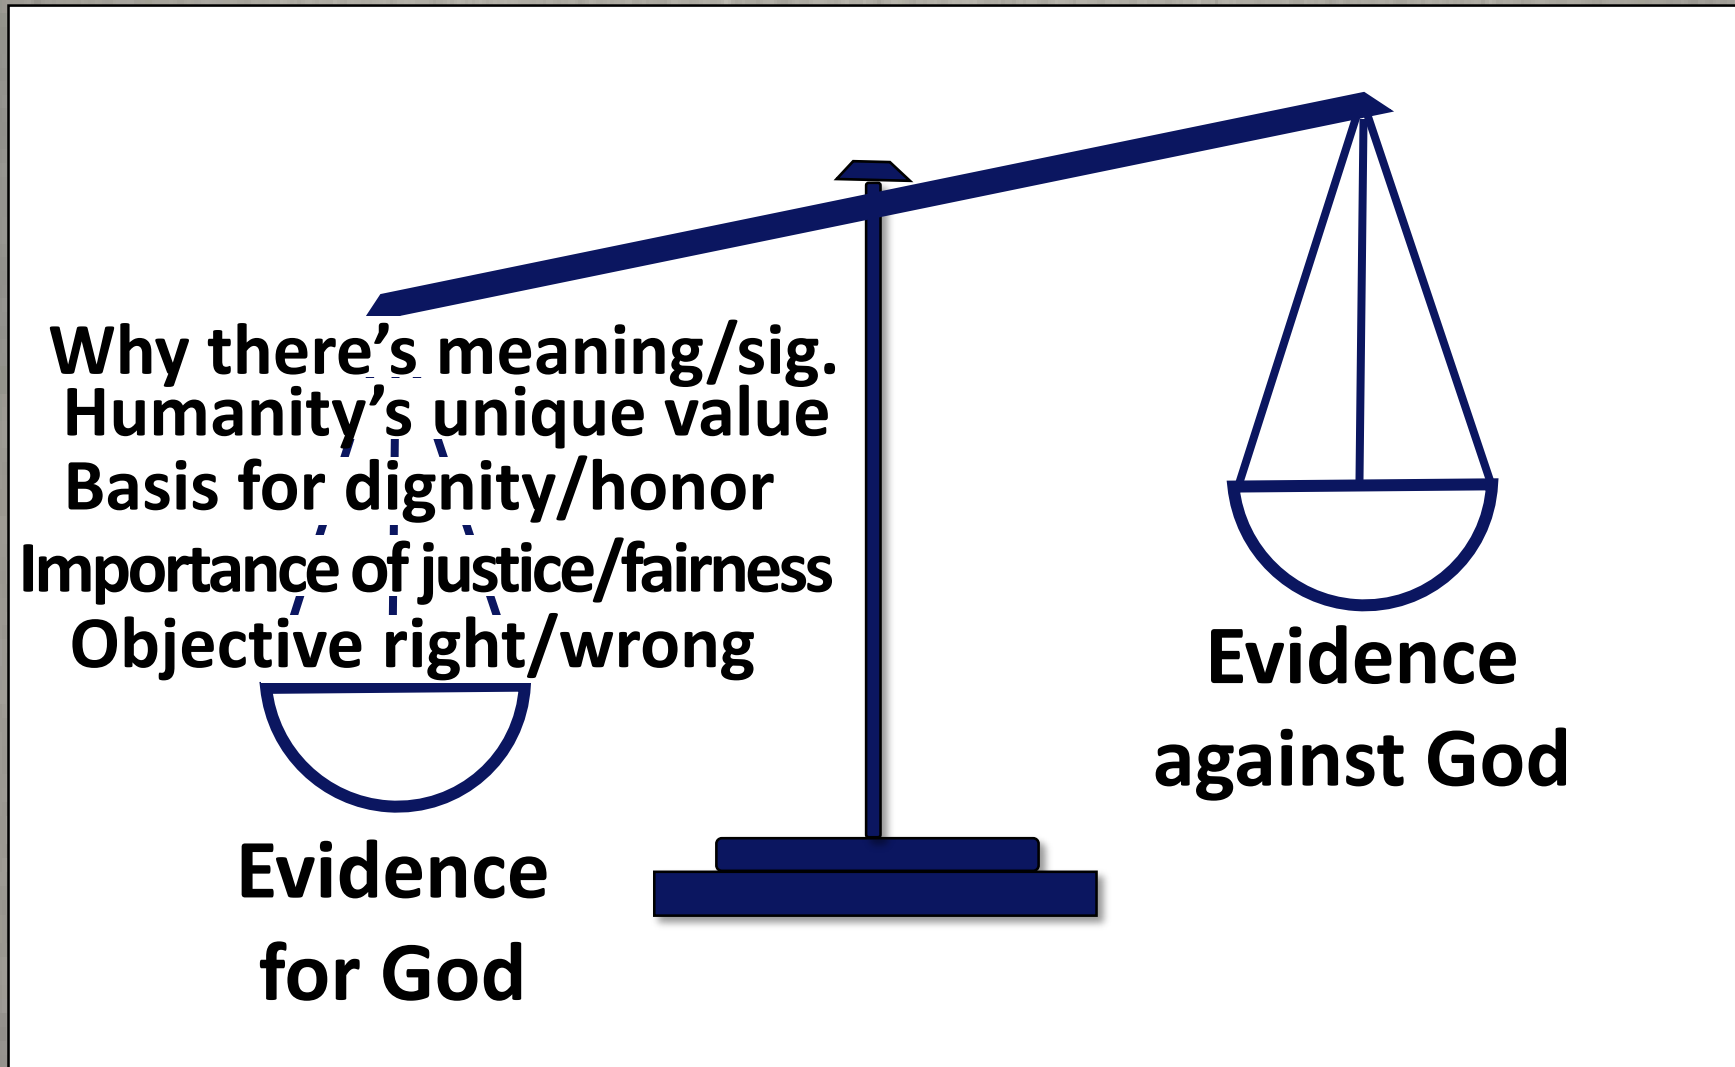 Why there’s meaning/sig.
Humanity’s unique value
Basis for dignity/honor
Importance of justice/fairness
Objective right/wrong
Evidence
for God
Evidence
against God